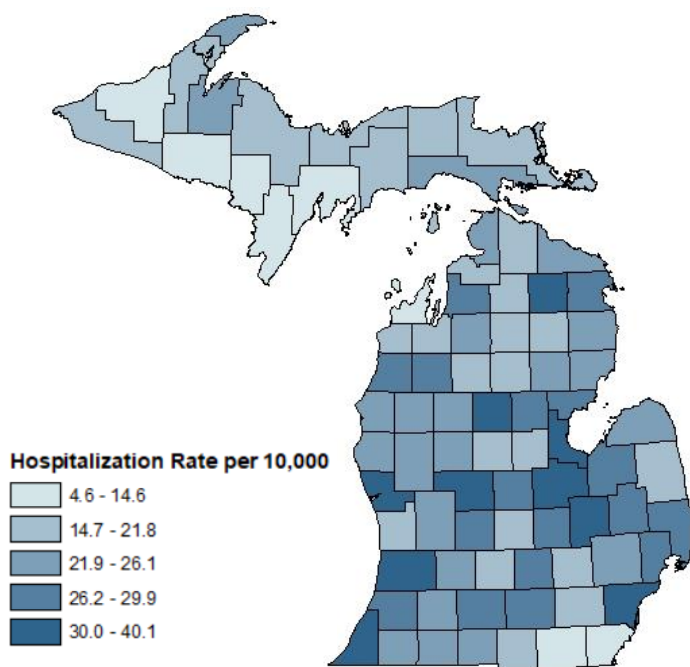 Hospitalization Rate per 10,000
4.6 - 14.6
14.7 - 21.8
21.9 - 26.1
26.2 - 29.9
30.0 - 40.1